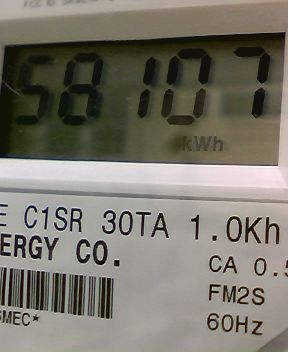 58107
kWh
E C1SR 30TA 1.0Kh
ERGY CO.
CA 0.5
FM2S
SMEC*
60Hz